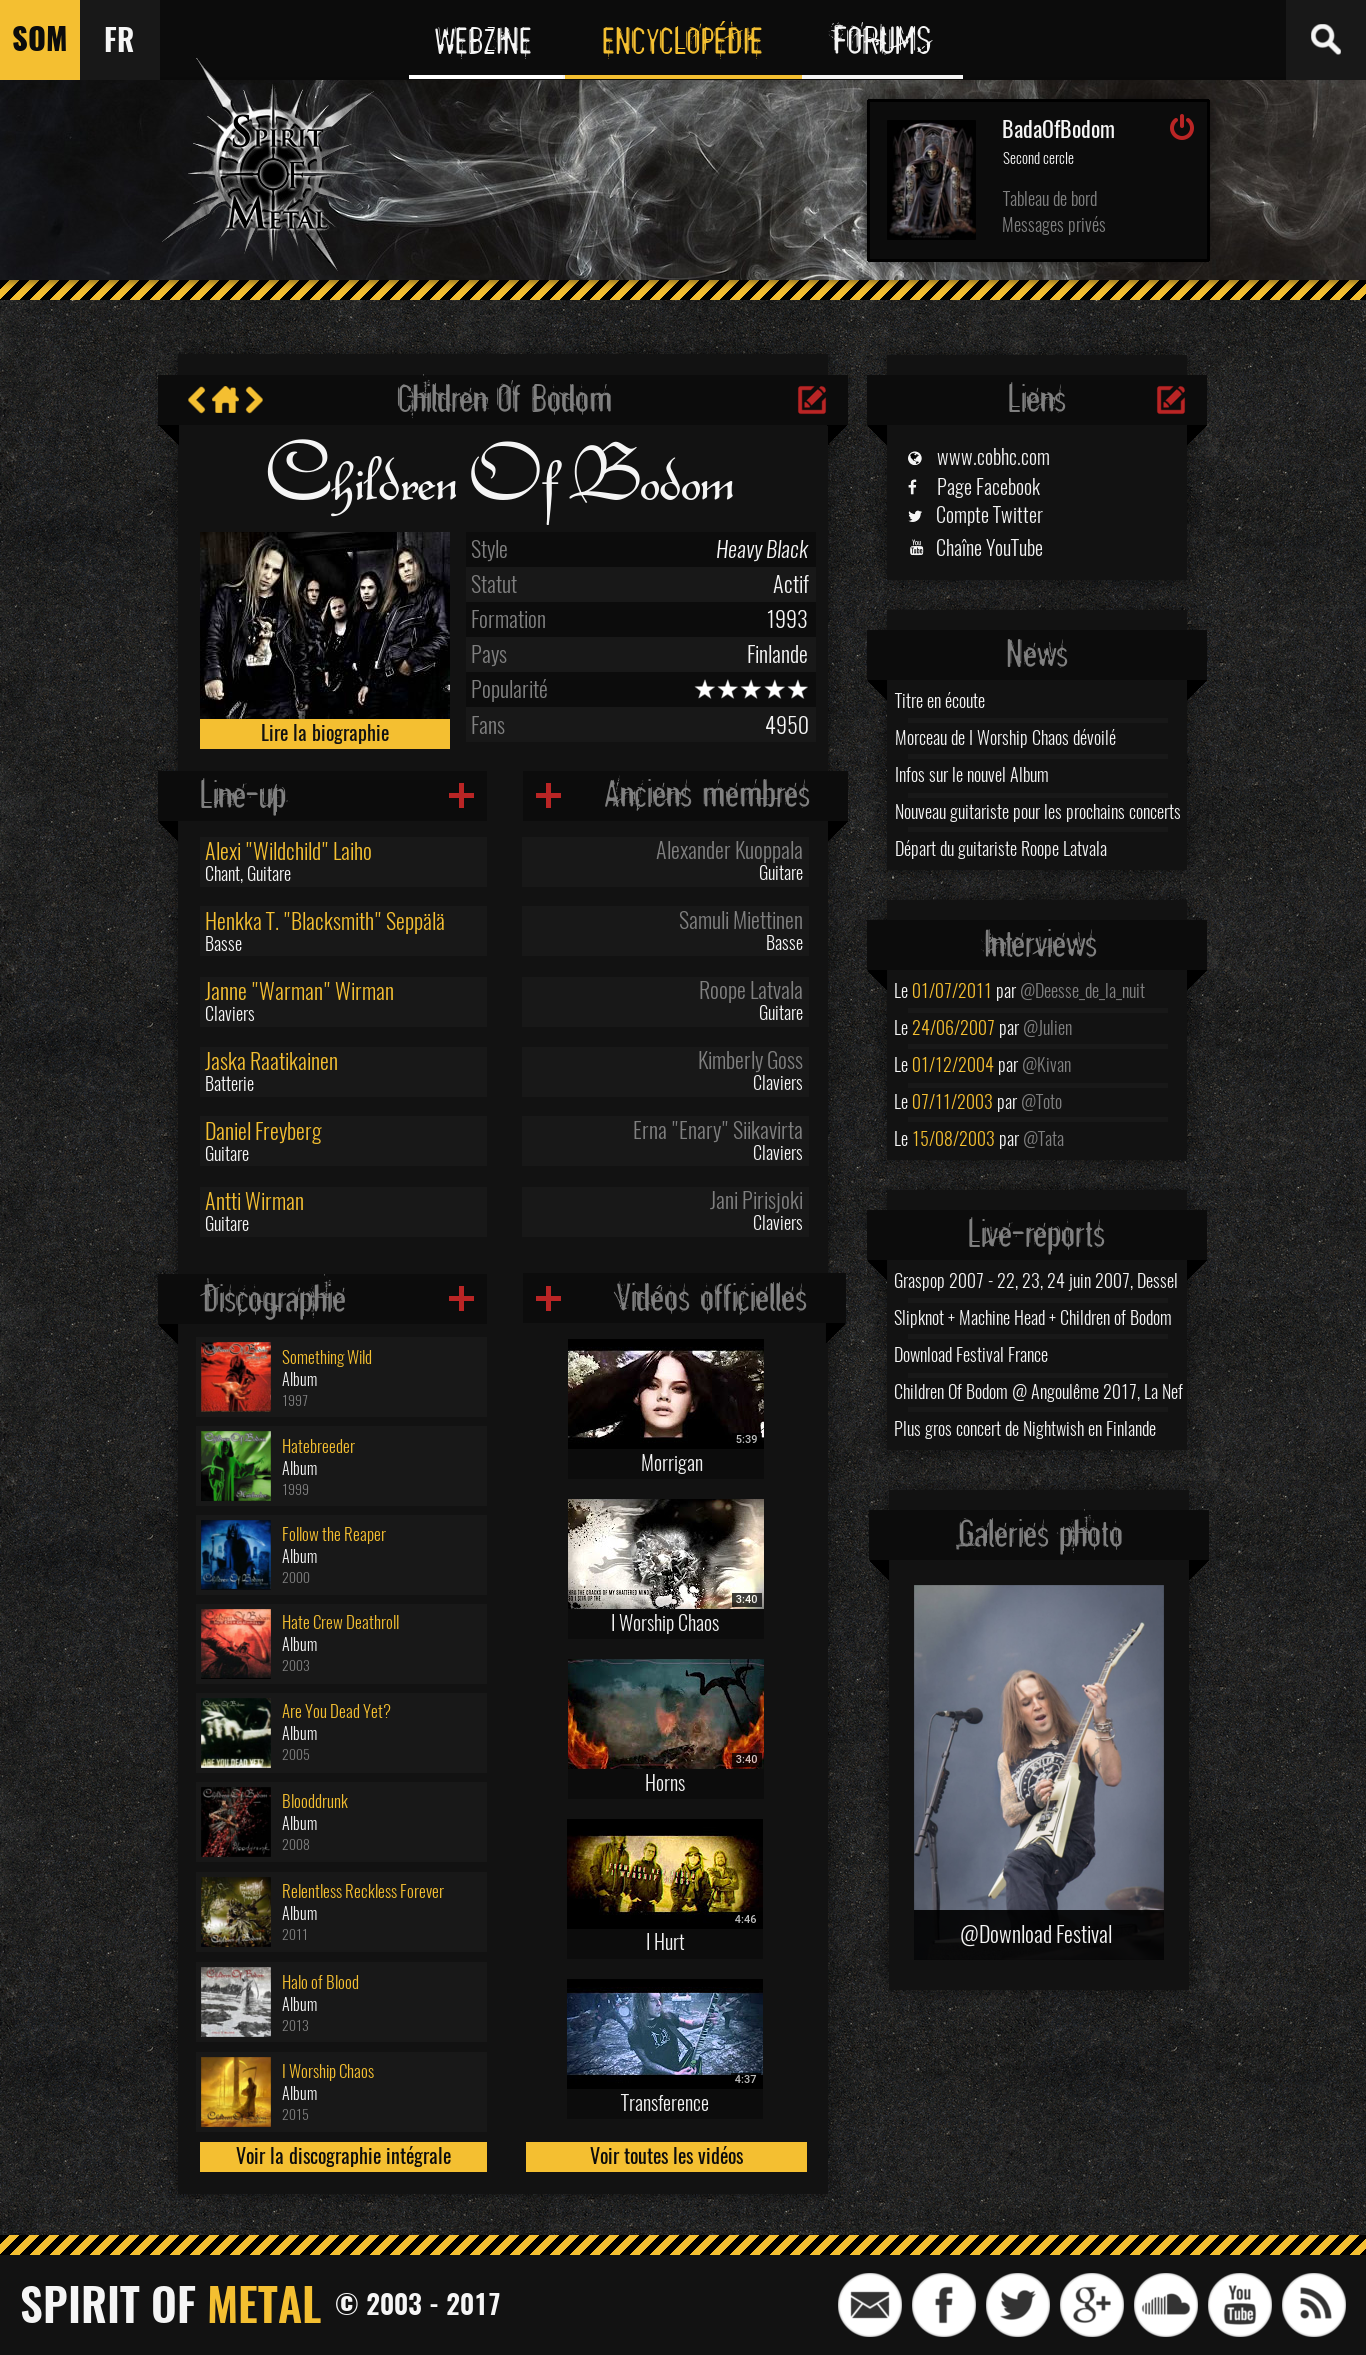 SOM
FR
WEBZINE
ENCYCLOPÉDIE
FORUMS
SPIRIT
OF
METAL
BadaOfBodom
Second cercle
Tableau de bord
Messages privés
Children Of Bodom
Children Of Bodom
Style
Heavy Black
Statut
Actif
Formation
1993
Pays
Finlande
Popularité
Fans
4950
Lire la biographie
Line-up
Alexi "Wildchild" Laiho
Chant, Guitare
Henkka T. "Blacksmith" Seppälä
Basse
Janne "Warman" Wirman
Claviers
Jaska Raatikainen
Batterie
Daniel Freyberg
Guitare
Antti Wirman
Guitare
Anciens membres
Alexander Kuoppala
Guitare
Samuli Miettinen
Basse
Roope Latvala
Guitare
Kimberly Goss
Claviers
Erna "Enary" Siikavirta
Claviers
Jani Pirisjoki
Claviers
Discographie
Something Wild
Album
1997
Hatebreeder
Album
1999
Follow the Reaper
Album
2000
Hate Crew Deathroll
Album
2003
ARE YOU DEAD YET?
Are You Dead Yet?
Album
2005
Blooddrunk
Album
2008
Relentless Reckless Forever
Album
2011
Halo of Blood
Album
2013
I Worship Chaos
Album
2015
Voir la discographie intégrale
Vidéos officielles
5:39
Morrigan
THRU THE CRACKS OF MY SHATTERED MIND
3:40
I Worship Chaos
3:40
Horns
4:46
I Hurt
4:37
Transference
Voir toutes les vidéos
Liens
www.cobhc.com
Page Facebook
Compte Twitter
Chaîne YouTube
News
Titre en écoute
Morceau de I Worship Chaos dévoilé
Infos sur le nouvel Album
Nouveau guitariste pour les prochains concerts
Départ du guitariste Roope Latvala
Interviews
Le 01/07/2011 par @Deesse_de_la_nuit
Le 24/06/2007 par @Julien
Le 01/12/2004 par @Kivan
Le 07/11/2003 par @Toto
Le 15/08/2003 par @Tata
Live-reports
Graspop 2007 - 22, 23, 24 juin 2007, Dessel
Slipknot + Machine Head + Children of Bodom
Download Festival France
Children Of Bodom @ Angoulême 2017, La Nef
Plus gros concert de Nightwish en Finlande
Galeries photo
@Download Festival
SPIRIT OF METAL © 2003 - 2017
You
Tube